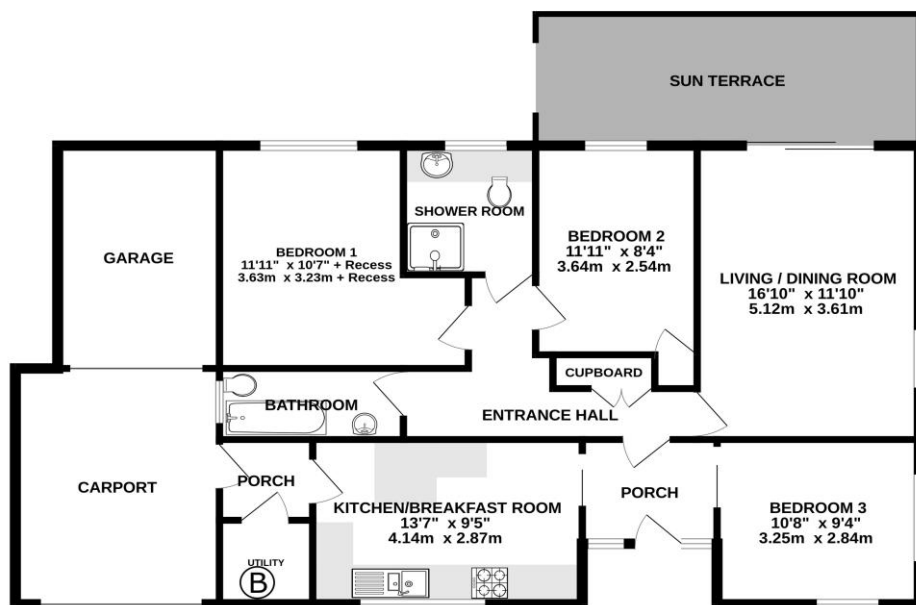 SUN TERRACE
GARAGE
BEDROOM 1
11'11" x 10'7" + Recess
3.63m x 3.23m + Recess
SHOWER ROOM
BEDROOM 2
11'11" x 8'4"
3.64m x 2.54m
LIVING / DINING ROOM
16'10" x 11'10"
5.12m x 3.61m
CUPBOARD
BATHROOM
ENTRANCE HALL
CARPORT
PORCH
KITCHEN/BREAKFAST ROOM
13'7" x 9'5"
4.14m x 2.87m
PORCH
BEDROOM 3
10'8" x 9'4"
3.25m x 2.84m
UTILITY
B